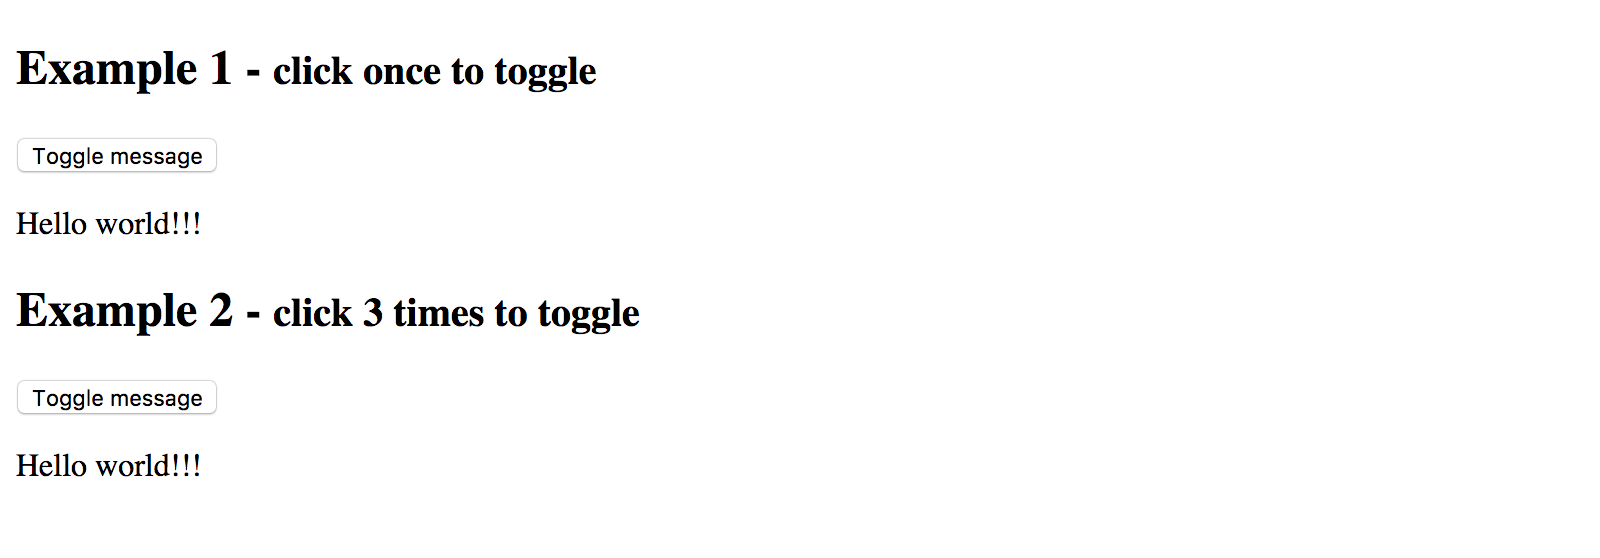 Example 1 - click once to toggle
Toggle message
Hello world!!!
Example 2 - click 3 times to toggle
Toggle message
Hello world!!!